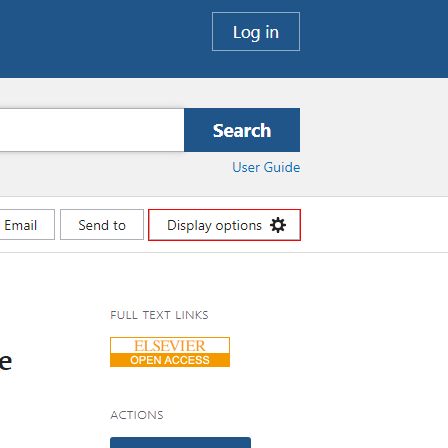 Log in
Search
User Guide
Email
Send to
Display options
FULL TEXT LINKS
ELSEVIER
OPEN ACCESS
e
ACTIONS